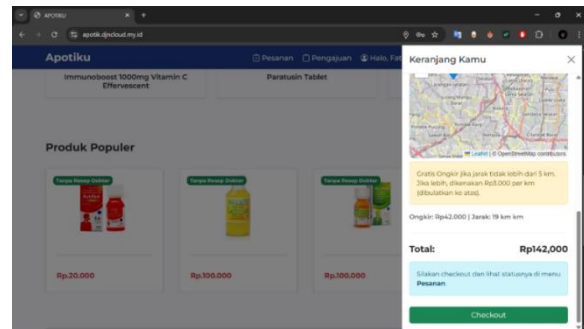 APOTIKU
apotik.djncloud.my.id
Apotiku
Pesanan
Pengajuan
Halo, Fat
Immunoboost 1000mg Vitamin C
Effervescent
Paratusin Tablet
Produk Populer
Tanpa Resep Dokter
Tanpa Resep Dokter
Tanpa Resep Dokter
Rp.20.000
Rp.100.000
Rp.100.000
Keranjang Kamu
Leaflet | © OpenStreetMap contributors
Gratis Ongkir jika jarak tidak lebih dari 5 km.
Jika lebih, dikenakan Rp3.000 per km
(dibulatkan ke atas).
Ongkir: Rp42.000 | Jarak: 19 km km
Total: Rp142,000
Silakan checkout dan lihat statusnya di menu
Pesanan
Checkout